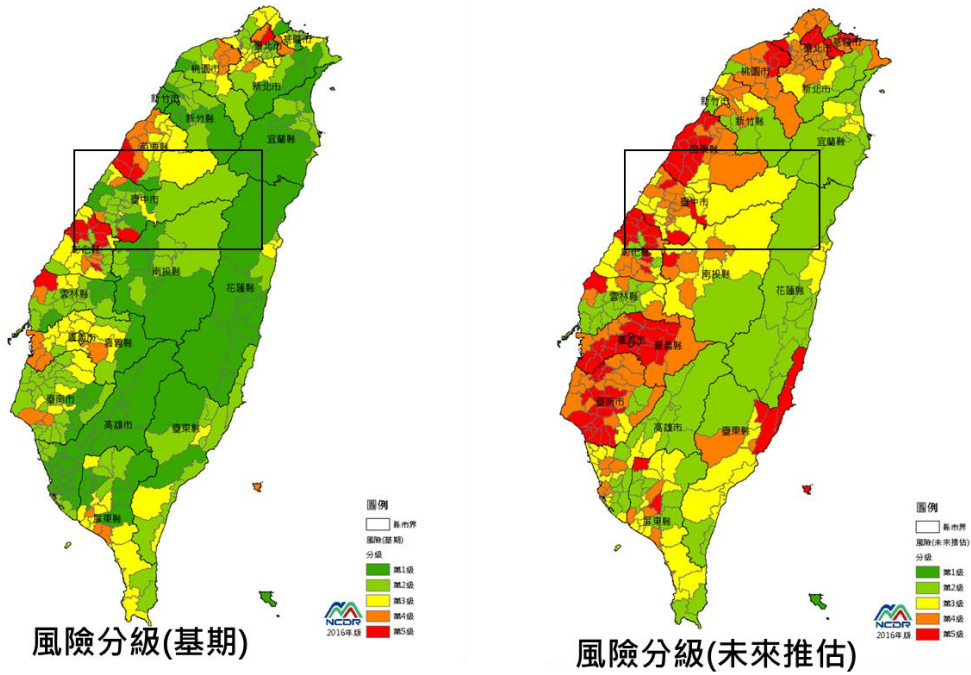 臺北市
基隆市
桃園市
新北市
新竹市
新竹縣
宜蘭縣
苗栗縣
臺中市
彰化縣
南投縣
花蓮縣
雲林縣
嘉義市
嘉義縣
臺南市
高雄市
臺東縣
屏東縣
圖例
縣市界
風險(基期)
分級
第1級
第2級
第3級
第4級
第5級
NCDR
2016年版
風險分級(基期)
臺北市
基隆市
桃園市
新北市
新竹市
新竹縣
宜蘭縣
苗栗縣
臺中市
彰化縣
南投縣
花蓮縣
雲林縣
嘉義市
嘉義縣
臺南市
高雄市
臺東縣
屏東縣
圖例
縣市界
風險(未來推估)
分級
第1級
第2級
第3級
第4級
第5級
NCDR
2016年版
風險分級(未來推估)